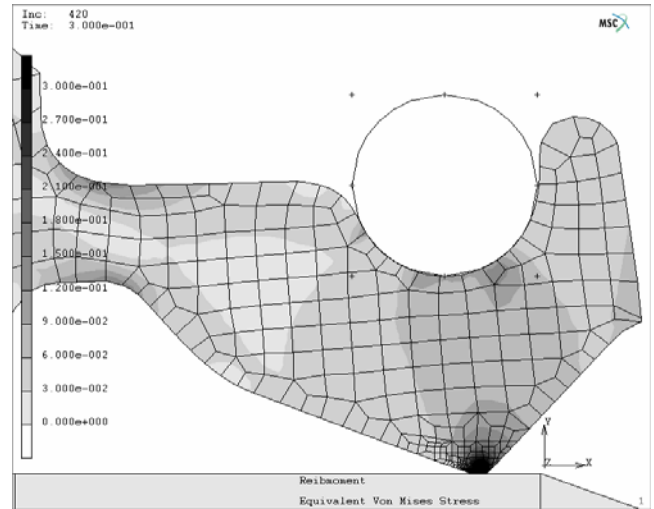 Inc: 420
Time: 3.000e-001
MSC
3.000e-001
2.700e-001
2.400e-001
2.100e-001
1.800e-001
1.500e-001
1.200e-001
9.000e-002
6.000e-002
3.000e-002
0.000e+000
Y
Z X
Reibmoment
Equivalent Von Mises Stress
1